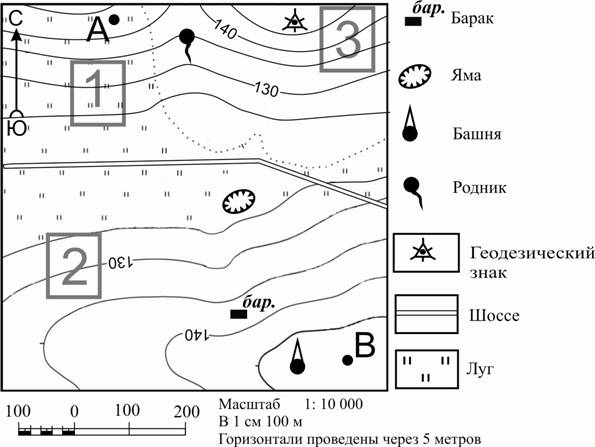 С
Ю
А
140
130
1
2
3
130
бар.
140
В
бар.
Барак
Яма
Башня
Родник
Геодезический
знак
Шоссе
Луг
100 0 100 200
Масштаб 1: 10 000
В 1 см 100 м
Горизонтали проведены через 5 метров